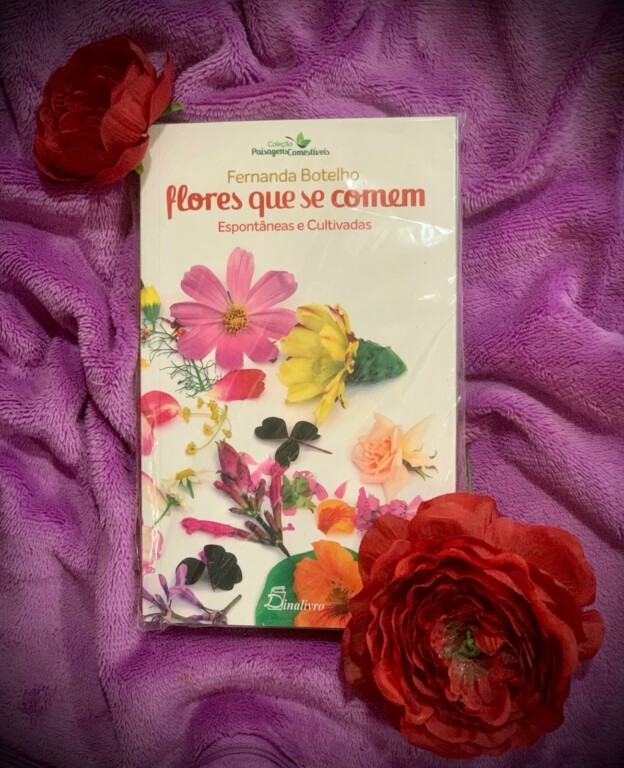 Coleção
PaisagensComestíveis
Fernanda Botelho
flores que se comem
Espontâneas e Cultivadas
Dinalivro